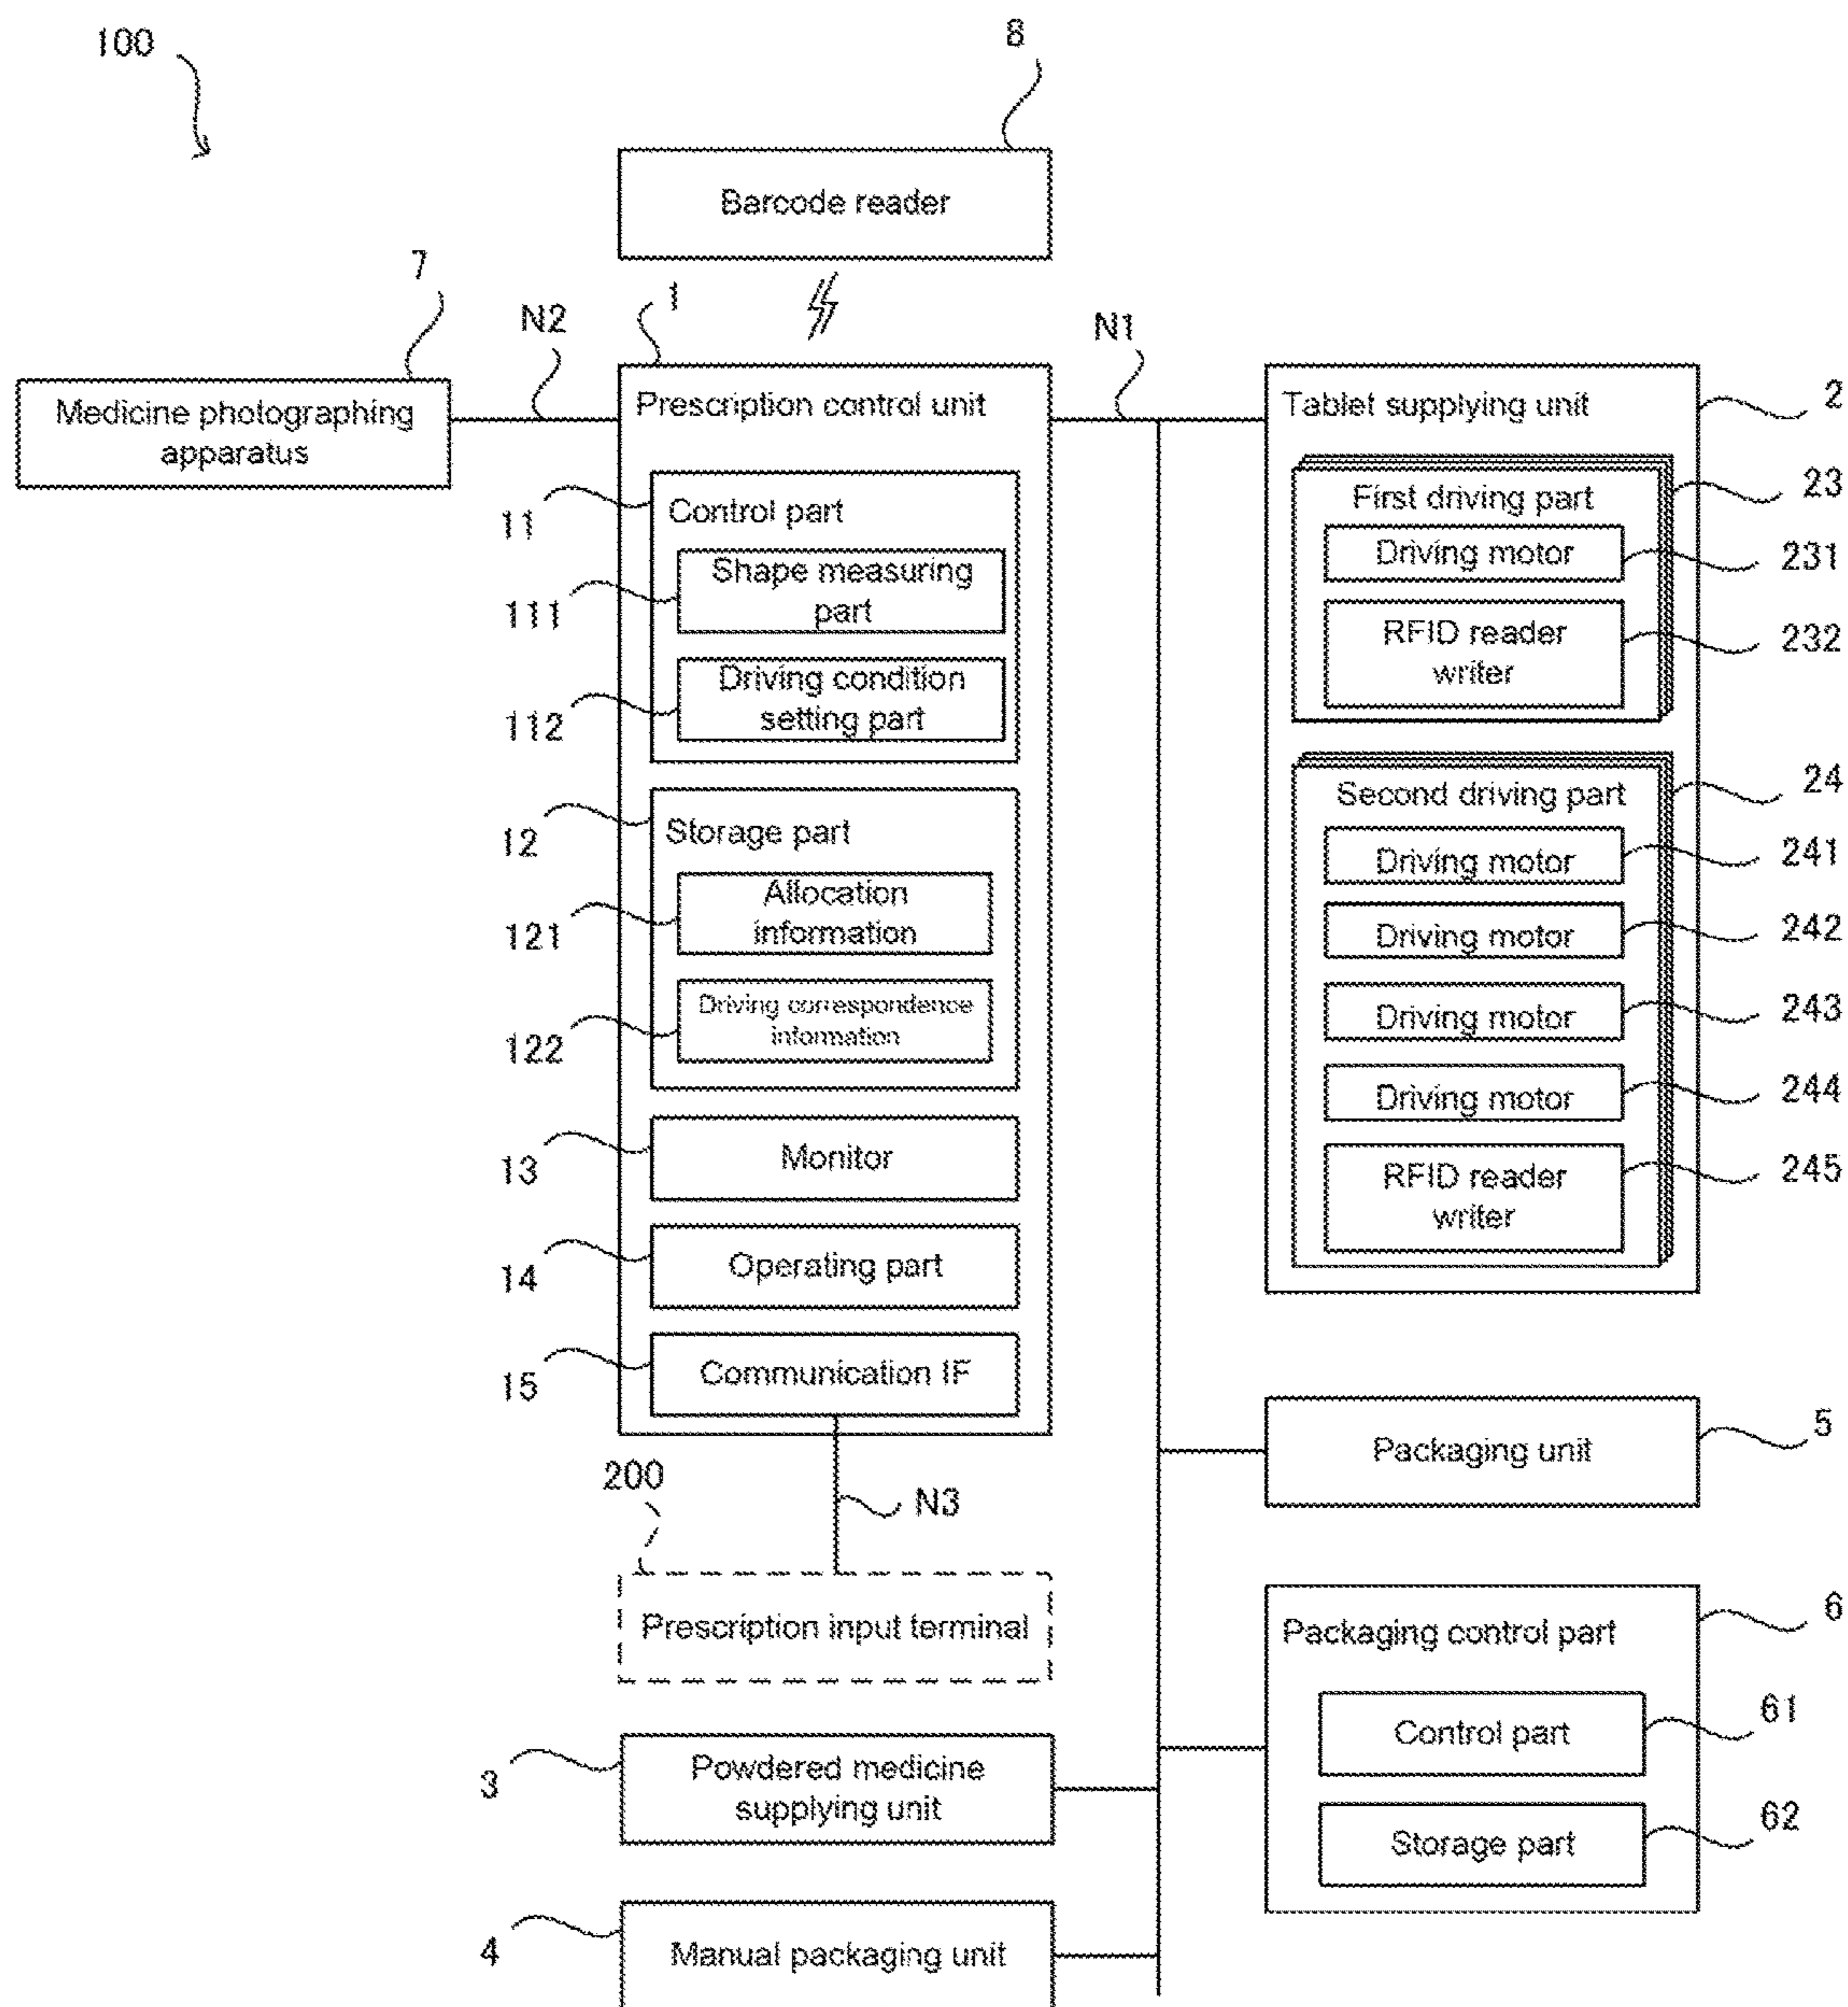 100
8
Barcode reader
7
N2
1
N1
Medicine photographing
apparatus
Prescription control unit
11
Control part
111
Shape measuring
part
112
Driving condition
setting part
12
Storage part
121
Allocation
information
122
Driving correspondence
information
13
Monitor
14
Operating part
15
Communication IF
200
N3
Prescription input terminal
3
Powdered medicine
supplying unit
4
Manual packaging unit
Tablet supplying unit
2
First driving part
23
Driving motor
231
RFID reader
writer
232
Second driving part
24
Driving motor
241
Driving motor
242
Driving motor
243
Driving motor
244
RFID reader
writer
245
Packaging unit
5
Packaging control part
6
Control part
61
Storage part
62